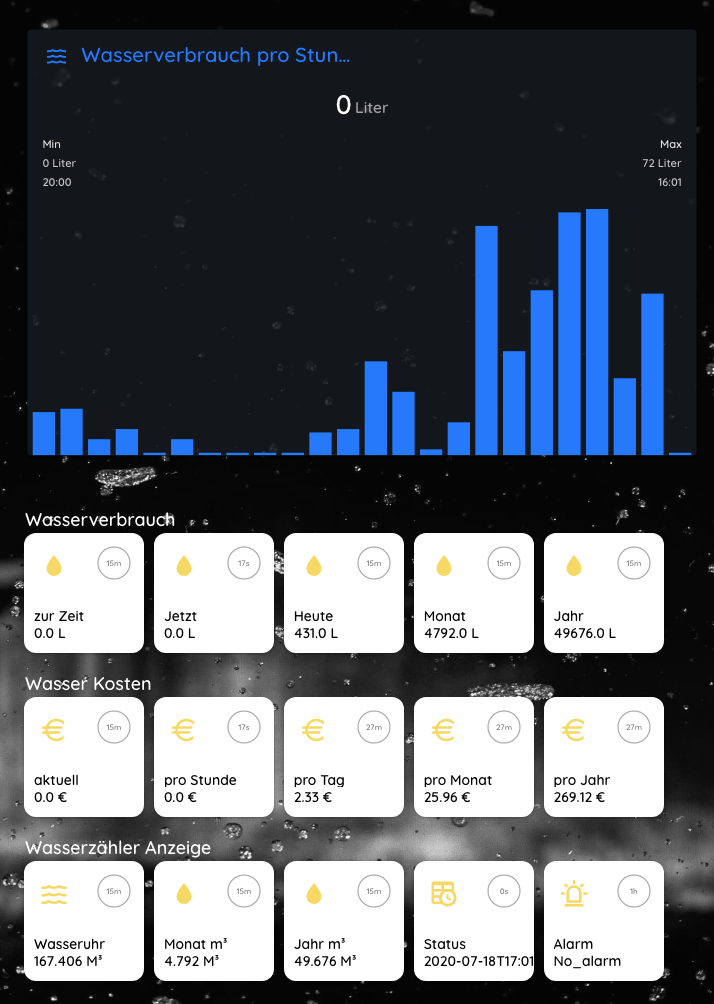 Wasserverbrauch pro Stun...
0 Liter
Min
Max
0 Liter
72 Liter
20:00
16:01
Wasserverbrauch
15m
17s
15m
15m
15m
zur Zeit
Jetzt
Heute
Monat
Jahr
0.0 L
0.0 L
431.0 L
4792.0 L
49676.0 L
Wasser Kosten
15m
17s
27m
27m
27m
aktuell
pro Stunde
pro Tag
pro Monat
pro Jahr
0.0 €
0.0 €
2.33 €
25.96 €
269.12 €
Wasserzähler Anzeige
15m
15m
15m
0s
1h
Wasseruhr
Monat m³
Jahr m³
Status
Alarm
167.406 M³
4.792 M³
49.676 M³
2020-07-18T17:01
No_alarm